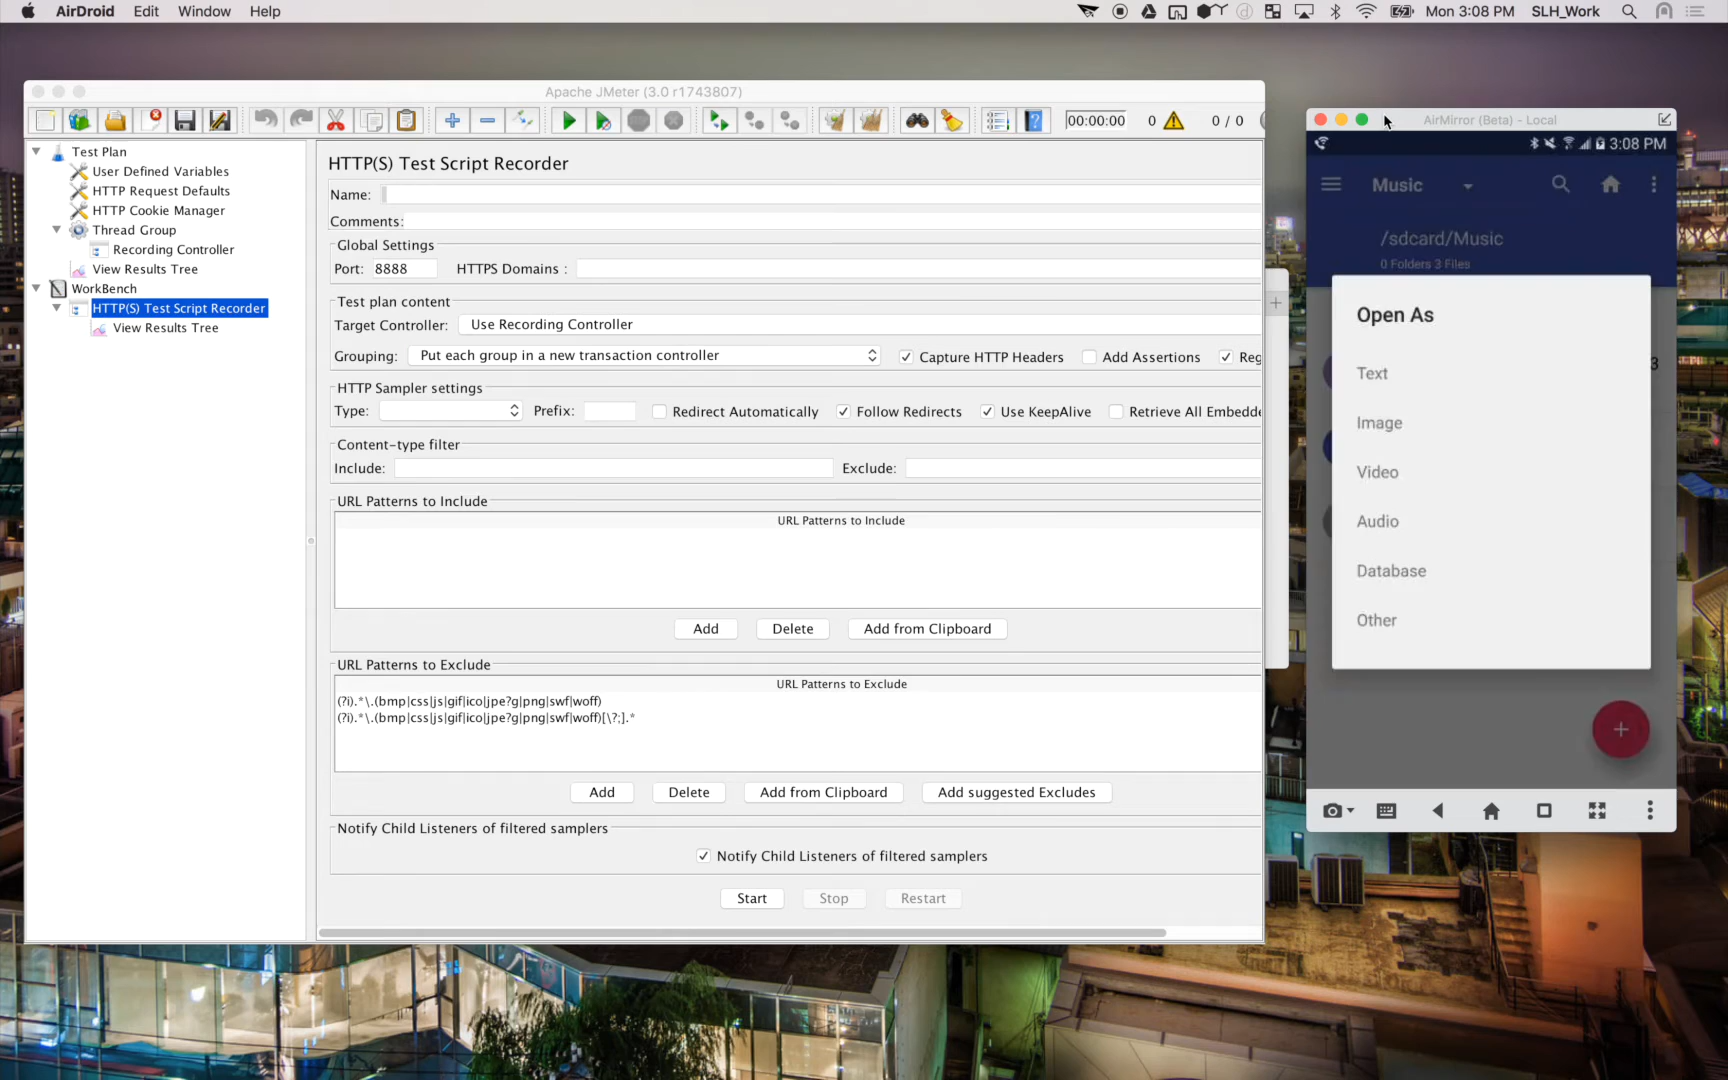 AirDroid Edit Window Help
Mon 3:08 PM SLH_Work
Apache JMeter (3.0 r1743807)
00:00:00 0 0 / 0
Test Plan
User Defined Variables
HTTP Request Defaults
HTTP Cookie Manager
Thread Group
Recording Controller
View Results Tree
WorkBench
HTTP(S) Test Script Recorder
View Results Tree
HTTP(S) Test Script Recorder
Name:
Comments:
Global Settings
Port: 8888 HTTPS Domains :
Test plan content
Target Controller: Use Recording Controller
Grouping: Put each group in a new transaction controller Capture HTTP Headers Add Assertions Reg
HTTP Sampler settings
Type: Prefix: Redirect Automatically Follow Redirects Use KeepAlive Retrieve All Embedde
Content-type filter
Include: Exclude:
URL Patterns to Include
URL Patterns to Include
Add Delete Add from Clipboard
URL Patterns to Exclude
URL Patterns to Exclude
(?i).*\.(bmp|css|js|gif|ico|jpe?g|png|swf|woff)
(?i).*\.(bmp|css|js|gif|ico|jpe?g|png|swf|woff)[\?;].*
Add Delete Add from Clipboard Add suggested Excludes
Notify Child Listeners of filtered samplers
Notify Child Listeners of filtered samplers
Start Stop Restart
AirMirror (Beta) - Local
3:08 PM
Music
/sdcard/Music
0 Folders 3 Files
3
Open As
Text
Image
Video
Audio
Database
Other